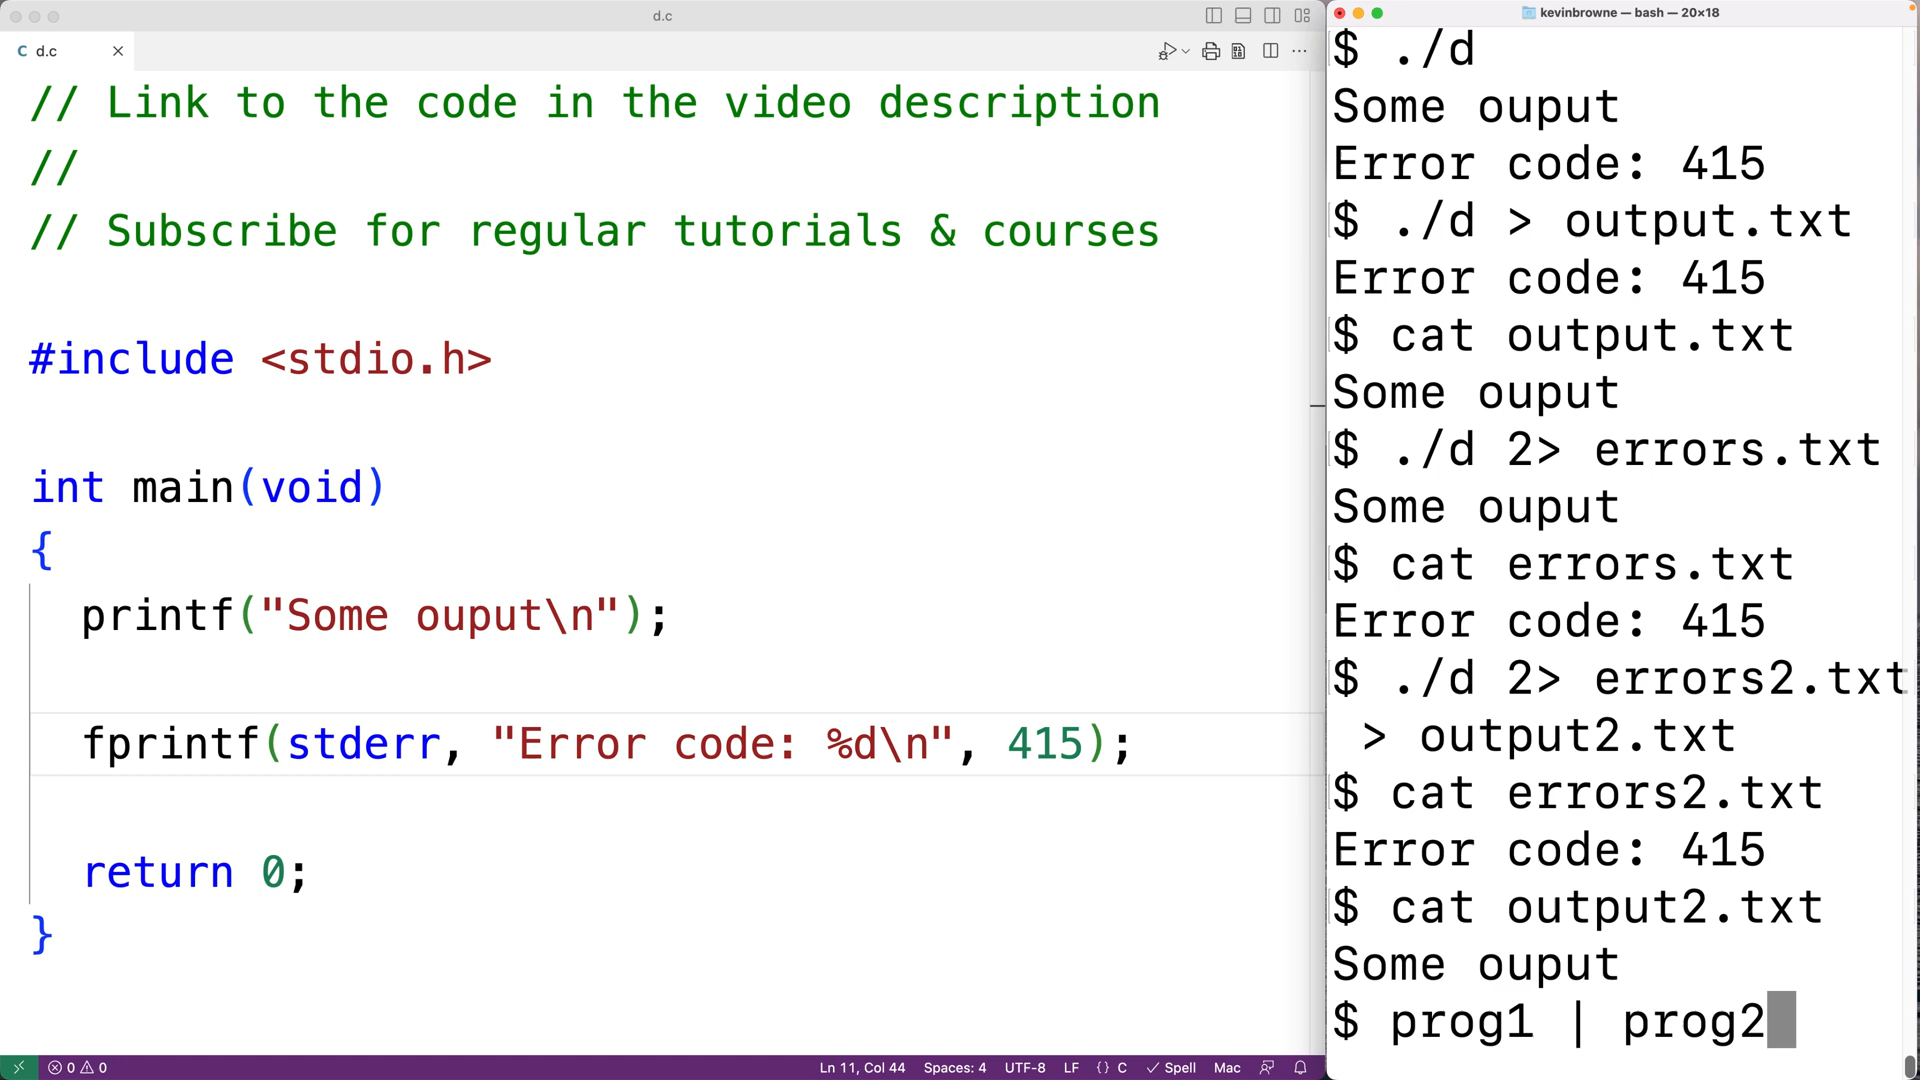 d.c
C d.c
// Link to the code in the video description
//
// Subscribe for regular tutorials & courses
#include <stdio.h>
int main(void)
{
printf("Some ouput\n");
fprintf(stderr, "Error code: %d\n", 415);
return 0;
}
0 0
Ln 11, Col 44 Spaces: 4 UTF-8 LF {} C Spell Mac
kevinbrowne — bash — 20×18
$ ./d
Some ouput
Error code: 415
$ ./d > output.txt
Error code: 415
$ cat output.txt
Some ouput
$ ./d 2> errors.txt
Some ouput
$ cat errors.txt
Error code: 415
$ ./d 2> errors2.txt
> output2.txt
$ cat errors2.txt
Error code: 415
$ cat output2.txt
Some ouput
$ prog1 | prog2